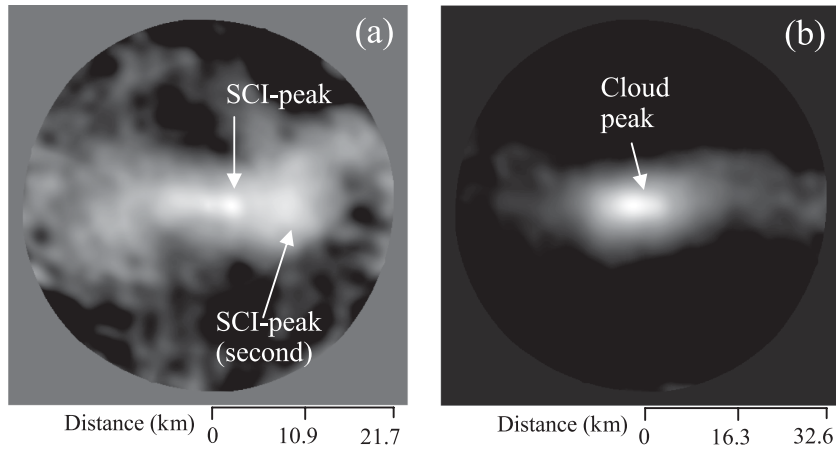 (a)
SCI-peak
SCI-peak
(second)
Distance (km)
0
10.9
21.7
(b)
Cloud
peak
Distance (km)
0
16.3
32.6